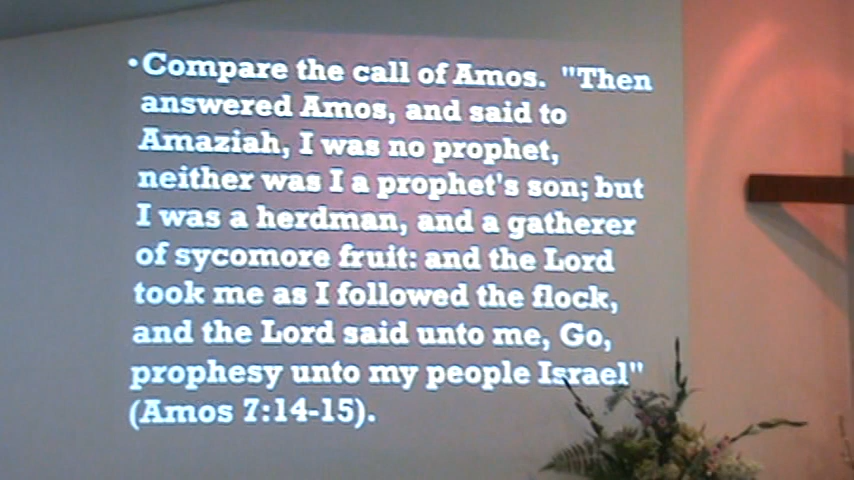 •Compare the call of Amos.  "Then
answered Amos, and said to
Amaziah, I was no prophet,
neither was I a prophet's son; but
I was a herdman, and a gatherer
of sycomore fruit: and the Lord
took me as I followed the flock,
and the Lord said unto me, Go,
prophesy unto my people Israel"
(Amos 7:14-15).